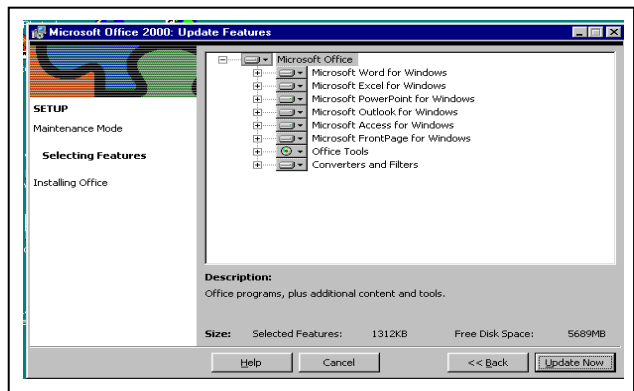 Microsoft Office 2000: Update Features
SETUP
Maintenance Mode
Selecting Features
Installing Office
Microsoft Office
Microsoft Word for Windows
Microsoft Excel for Windows
Microsoft PowerPoint for Windows
Microsoft Outlook for Windows
Microsoft Access for Windows
Microsoft FrontPage for Windows
Office Tools
Converters and Filters
Description:
Office programs, plus additional content and tools.
Size: Selected Features: 1312KB Free Disk Space: 5689MB
Help Cancel << Back Update Now